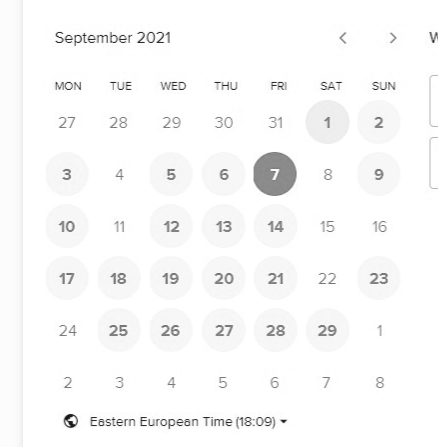 September 2021
MON TUE WED THU FRI SAT SUN
27 28 29 30 31 1 2
3 4 5 6 7 8 9
10 11 12 13 14 15 16
17 18 19 20 21 22 23
24 25 26 27 28 29 1
2 3 4 5 6 7 8
Eastern European Time (18:09)